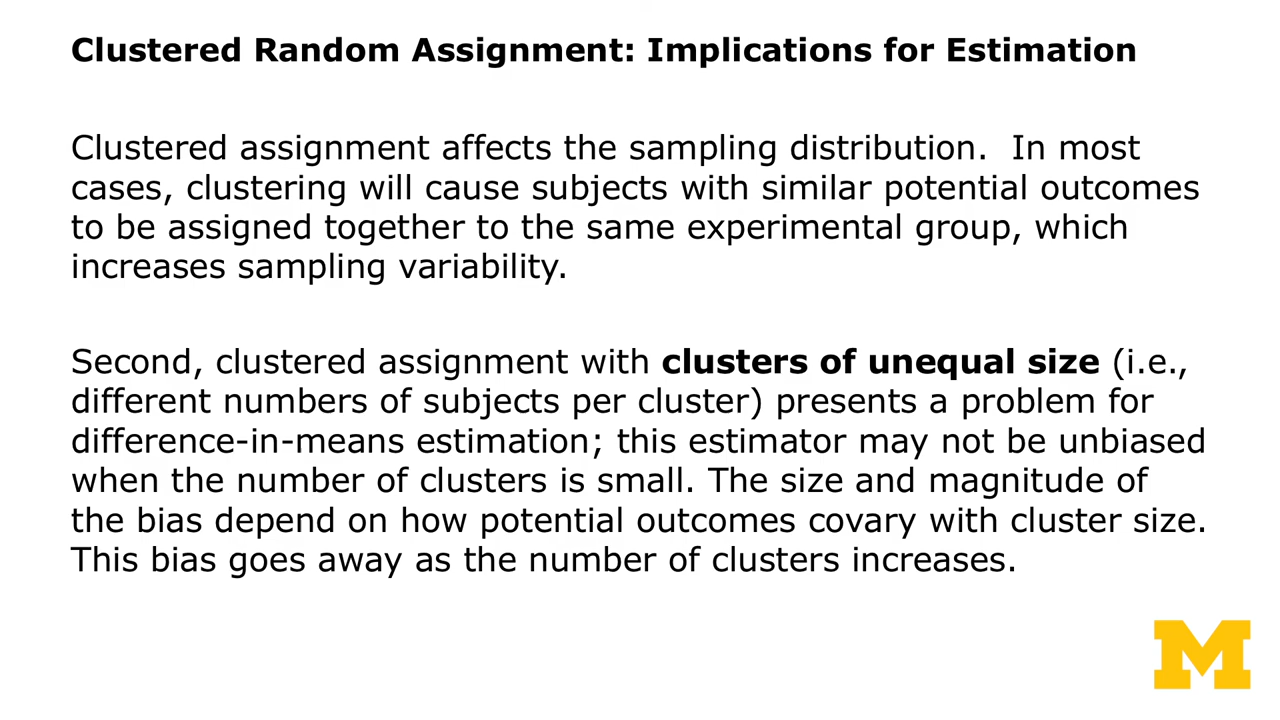 Clustered Random Assignment: Implications for Estimation
Clustered assignment affects the sampling distribution.  In most
cases, clustering will cause subjects with similar potential outcomes
to be assigned together to the same experimental group, which
increases sampling variability.
Second, clustered assignment with clusters of unequal size (i.e.,
different numbers of subjects per cluster) presents a problem for
difference-in-means estimation; this estimator may not be unbiased
when the number of clusters is small. The size and magnitude of
the bias depend on how potential outcomes covary with cluster size.
This bias goes away as the number of clusters increases.
M